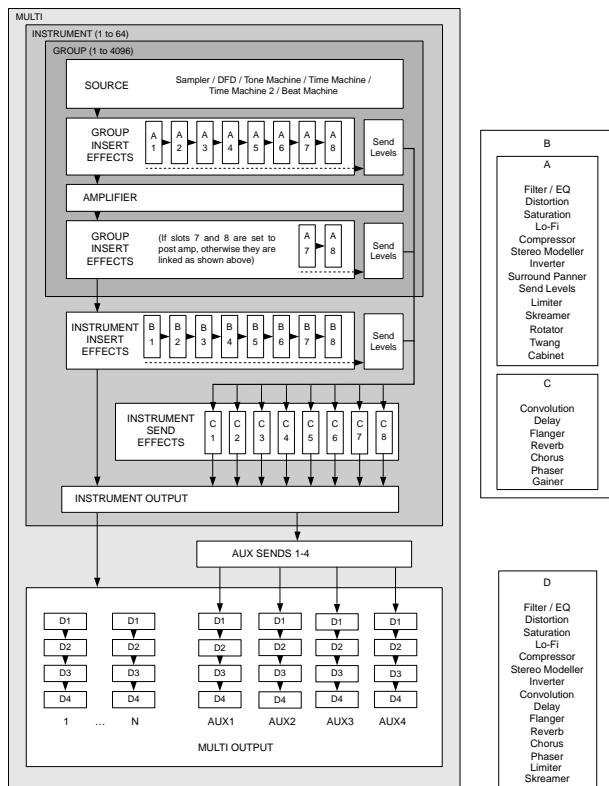 MULTI
INSTRUMENT (1 to 64)
GROUP (1 to 4096)
SOURCE
Sampler / DFD / Tone Machine / Time Machine /
Time Machine 2 / Beat Machine
GROUP
INSERT
EFFECTS
A 1
A 2
A 3
A 4
A 5
A 6
A 7
A 8
Send
Levels
AMPLIFIER
GROUP
INSERT
EFFECTS
(If slots 7 and 8 are set to
post amp, otherwise they are
linked as shown above)
A 7
A 8
Send
Levels
INSTRUMENT
INSERT
EFFECTS
B 1
B 2
B 3
B 4
B 5
B 6
B 7
B 8
Send
Levels
INSTRUMENT
SEND
EFFECTS
C 1
C 2
C 3
C 4
C 5
C 6
C 7
C 8
INSTRUMENT OUTPUT
AUX SENDS 1-4
D1 D1 D1 D1 D1 D1
D2 D2 D2 D2 D2 D2
D3 D3 D3 D3 D3 D3
D4 D4 D4 D4 D4 D4
1 ... N AUX1 AUX2 AUX3 AUX4
MULTI OUTPUT
B
A
Filter / EQ
Distortion
Saturation
Lo-Fi
Compressor
Stereo Modeller
Inverter
Surround Panner
Send Levels
Limiter
Skreamer
Rotator
Twang
Cabinet
C
Convolution
Delay
Flanger
Reverb
Chorus
Phaser
Gainer
D
Filter / EQ
Distortion
Saturation
Lo-Fi
Compressor
Stereo Modeller
Inverter
Convolution
Delay
Flanger
Reverb
Chorus
Phaser
Limiter
Skreamer